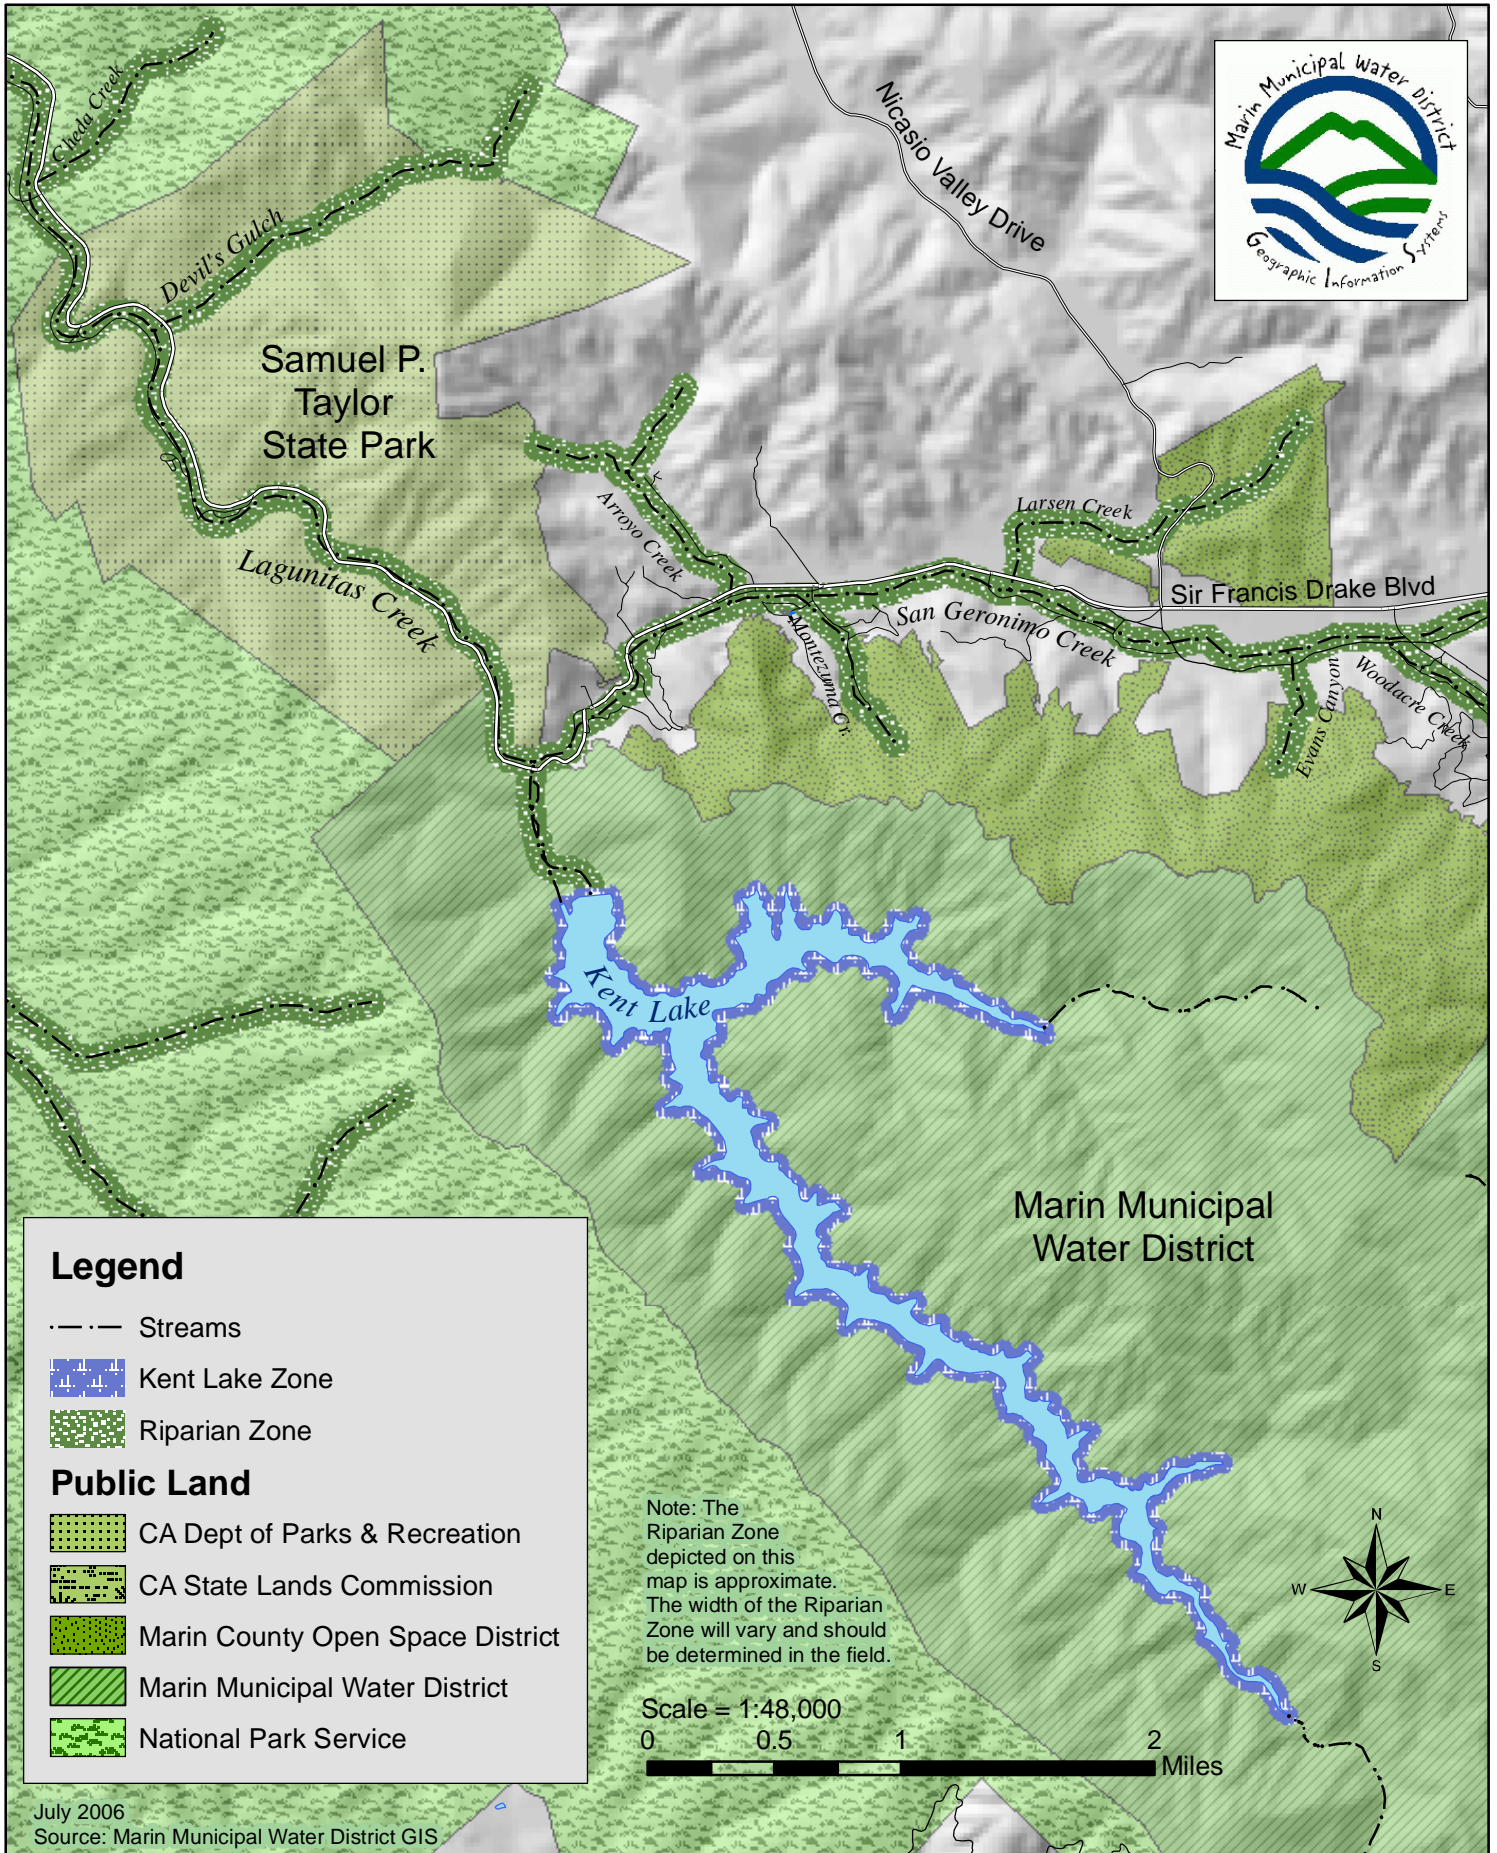 Cheda Creek
Devil's Gulch
Nicasio Valley Drive
Marin Municipal Water District
Geographic Information Systems
Samuel P.
Taylor
State Park
Arroyo Creek
Larsen Creek
Lagunitas Creek
Sir Francis Drake Blvd
San Geronimo Creek
Montezuma Cr.
Evans Canyon
Woodacre Creek
Kent Lake
Marin Municipal
Water District
Legend
Streams
Kent Lake Zone
Riparian Zone
Public Land
CA Dept of Parks & Recreation
CA State Lands Commission
Marin County Open Space District
Marin Municipal Water District
National Park Service
Note: The
Riparian Zone
depicted on this
map is approximate.
The width of the Riparian
Zone will vary and should
be determined in the field.
N
W E
S
Scale = 1:48,000
0 0.5 1 2
Miles
July 2006
Source: Marin Municipal Water District GIS